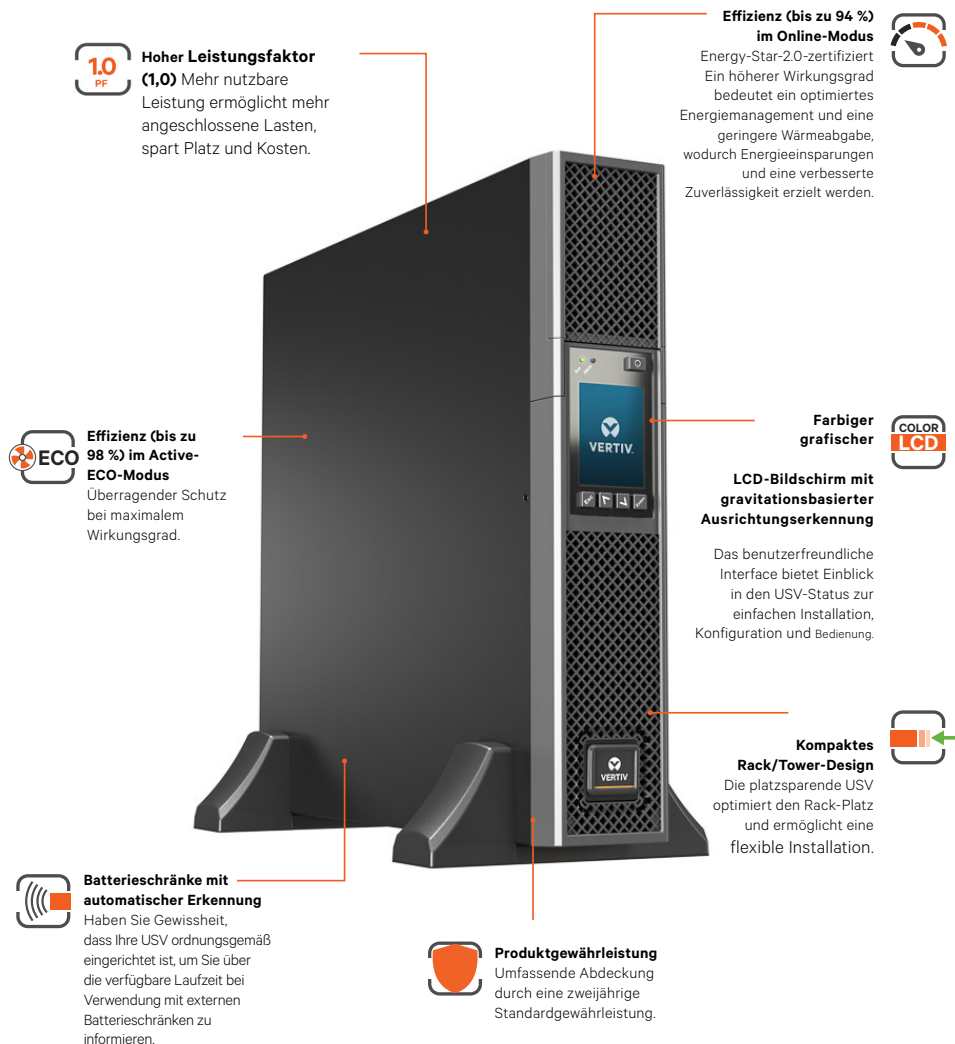 1.0
PF
Hoher Leistungsfaktor
(1,0) Mehr nutzbare
Leistung ermöglicht mehr
angeschlossene Lasten,
spart Platz und Kosten.
Effizienz (bis zu 94 %)
im Online-Modus
Energy-Star-2.0-zertifiziert
Ein höherer Wirkungsgrad
bedeutet ein optimiertes
Energiemanagement und eine
geringere Wärmeabgabe,
wodurch Energieeinsparungen
und eine verbesserte
Zuverlässigkeit erzielt werden.
ECO
Effizienz (bis zu
98 %) im Active-
ECO-Modus
Überragender Schutz
bei maximalem
Wirkungsgrad.
VERTIV.
Farbiger
grafischer
LCD-Bildschirm mit
gravitationsbasierter
Ausrichtungserkennung
Das benutzerfreundliche
Interface bietet Einblick
in den USV-Status zur
einfachen Installation,
Konfiguration und Bedienung.
COLOR
LCD
VERTIV
Kompaktes
Rack/Tower-Design
Die platzsparende USV
optimiert den Rack-Platz
und ermöglicht eine
flexible Installation.
Batterieschränke mit
automatischer Erkennung
Haben Sie Gewissheit,
dass Ihre USV ordnungsgemäß
eingerichtet ist, um Sie über
die verfügbare Laufzeit bei
Verwendung mit externen
Batterieschränken zu
informieren.
Produktgewährleistung
Umfassende Abdeckung
durch eine zweijährige
Standardgewährleistung.